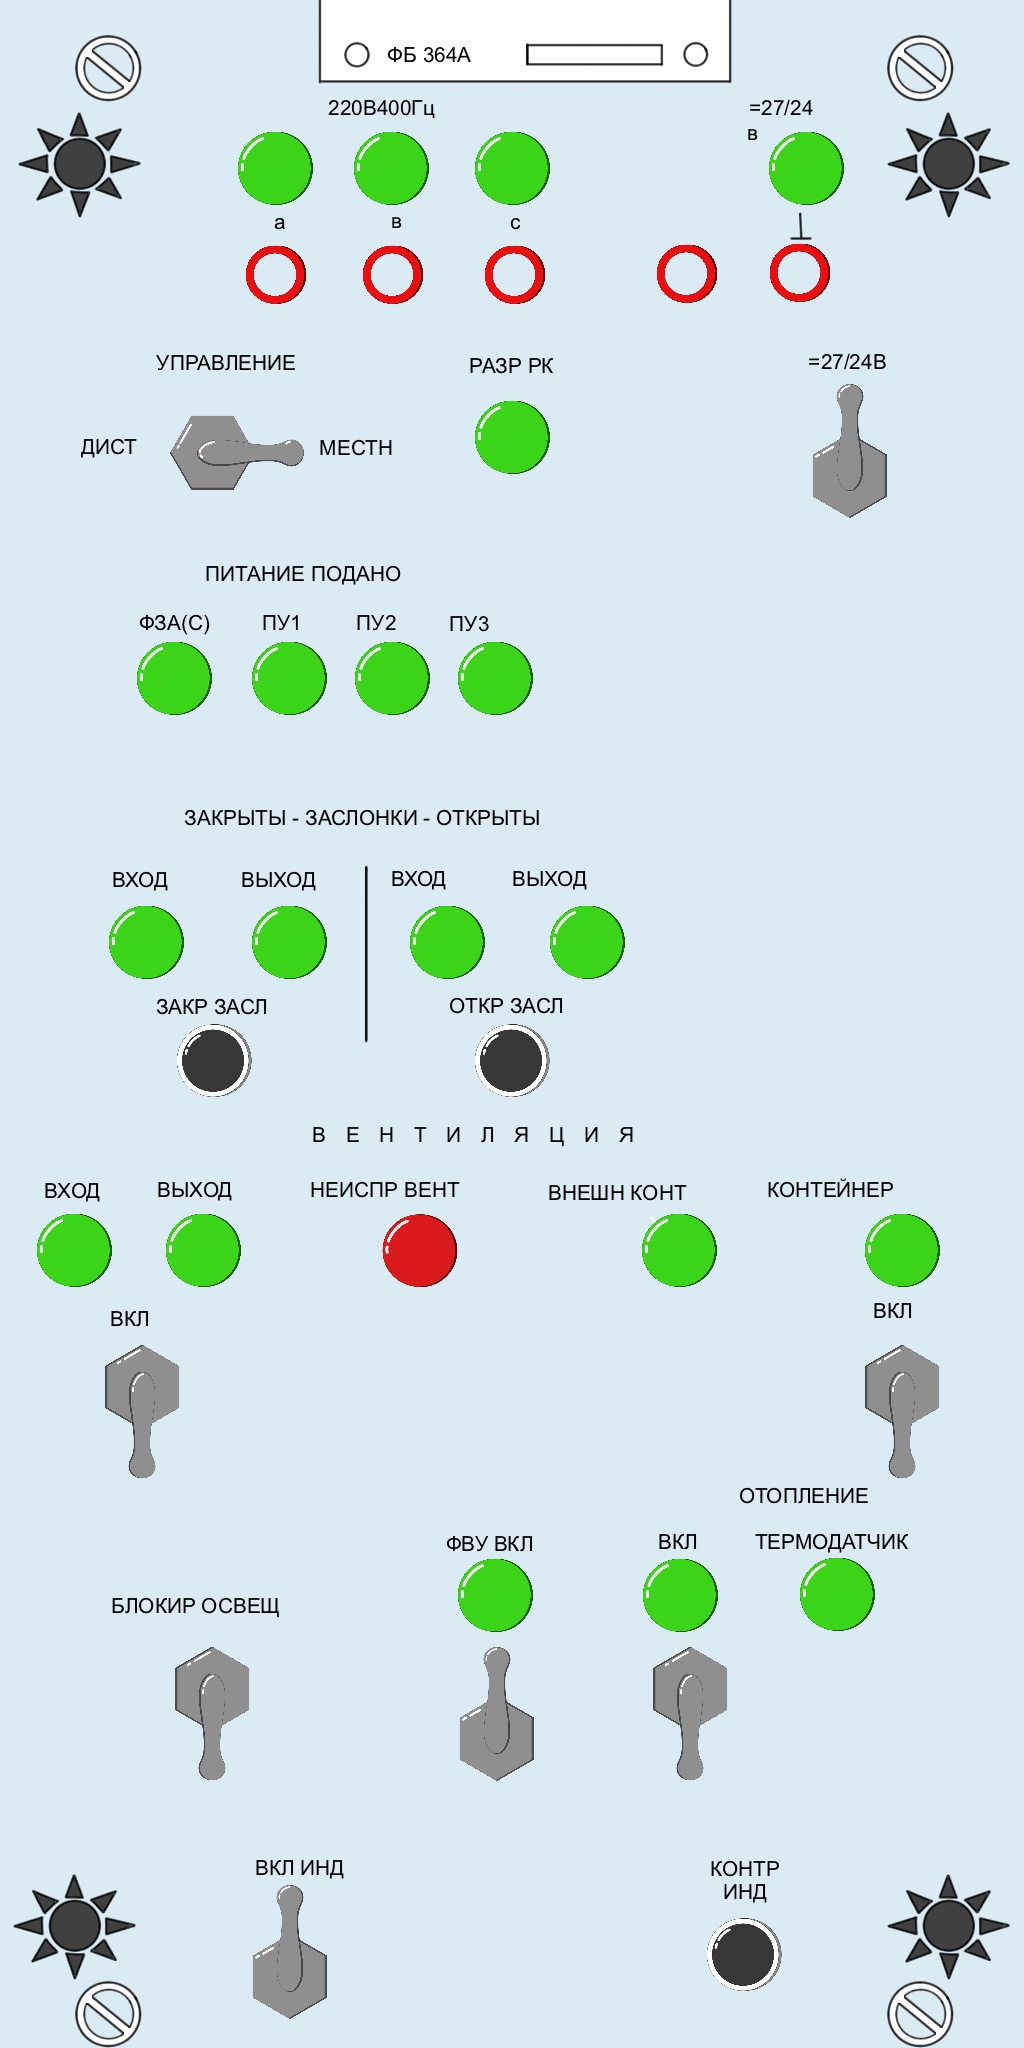 ФБ 364А
220В400Гц
=27/24
в
а в с
УПРАВЛЕНИЕ
РАЗР РК
=27/24В
ДИСТ
МЕСТН
ПИТАНИЕ ПОДАНО
ФЗА(С) ПУ1 ПУ2 ПУ3
ЗАКРЫТЫ - ЗАСЛОНКИ - ОТКРЫТЫ
ВХОД ВЫХОД ВХОД ВЫХОД
ЗАКР ЗАСЛ
ОТКР ЗАСЛ
В Е Н Т И Л Я Ц И Я
ВХОД ВЫХОД НЕИСПР ВЕНТ ВНЕШН КОНТ КОНТЕЙНЕР
ВКЛ
ВКЛ
ОТОПЛЕНИЕ
ФВУ ВКЛ
ВКЛ
ТЕРМОДАТЧИК
БЛОКИР ОСВЕЩ
ВКЛ ИНД
КОНТР
ИНД